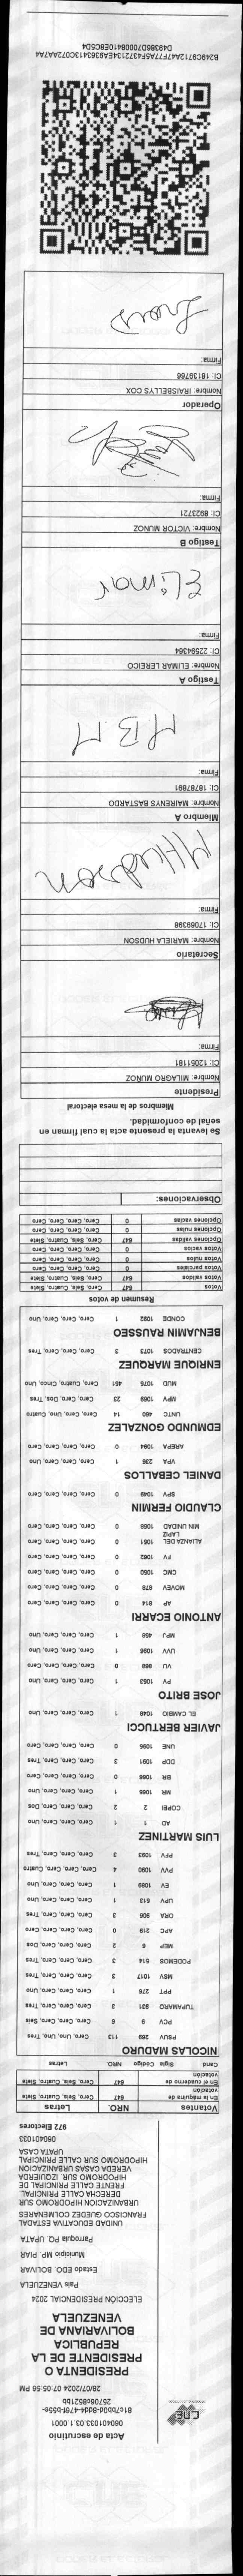 CNE
Acta de escrutinio
060401033.03.1.0001
81c7bb0d-8dd4-476f-b55e-
25706c8521bb
28/07/2024 07:05:56 PM
PRESIDENTA O
PRESIDENTE DE LA
REPUBLICA
BOLIVARIANA DE
VENEZUELA
ELECCIÓN PRESIDENCIAL 2024
Pais VENEZUELA
Estado EDO. BOLIVAR
Municipio MP. PIAR
Parroquia PQ. UPATA
UNIDAD EDUCATIVA ESTADAL
FRANCISCO GUEDEZ COLMENARES
URBANIZACION HIPODROMO SUR
DERECHA CALLE PRINCIPAL.
FRENTE CALLE PRINCIPAL DE
HIPODROMO SUR. IZQUIERDA
VEREDA CASAS URBANIZACION
HIPODROMO SUR CALLE PRINCIPAL
UPATA CASA
060401033
972 Electores
Votantes NRO. Letras
En la máquina de votación 647 Cero, Seis, Cuatro, Siete
En el cuaderno de votación 647 Cero, Seis, Cuatro, Siete
Cand. Sigla Código NRO. Letras
NICOLAS MADURO
PSUV 269 113 Cero, Uno, Uno, Tres
PCV 9 6 Cero, Cero, Cero, Seis
TUPAMARO 931 3 Cero, Cero, Cero, Tres
PPT 276 1 Cero, Cero, Cero, Uno
MSV 1017 3 Cero, Cero, Cero, Tres
PODEMOS 514 3 Cero, Cero, Cero, Tres
MEP 6 2 Cero, Cero, Cero, Dos
APC 219 0 Cero, Cero, Cero, Cero
ORA 906 3 Cero, Cero, Cero, Tres
UPV 513 1 Cero, Cero, Cero, Uno
EV 1089 1 Cero, Cero, Cero, Uno
PVV 1090 4 Cero, Cero, Cero, Cuatro
PFV 1093 3 Cero, Cero, Cero, Tres
LUIS MARTINEZ
AD 1 1 Cero, Cero, Cero, Uno
COPEI 2 2 Cero, Cero, Cero, Dos
MR 1065 1 Cero, Cero, Cero, Uno
BR 1066 0 Cero, Cero, Cero, Cero
DDP 1091 3 Cero, Cero, Cero, Tres
UNE 1095 0 Cero, Cero, Cero, Cero
JAVIER BERTUCCI
EL CAMBIO 1048 1 Cero, Cero, Cero, Uno
JOSE BRITO
PV 1053 1 Cero, Cero, Cero, Uno
VU 968 0 Cero, Cero, Cero, Cero
UVV 1096 1 Cero, Cero, Cero, Uno
MPJ 458 1 Cero, Cero, Cero, Uno
ANTONIO ECARRI
AP 814 0 Cero, Cero, Cero, Cero
MOVEV 879 0 Cero, Cero, Cero, Cero
CMC 1050 0 Cero, Cero, Cero, Cero
FV 1062 0 Cero, Cero, Cero, Cero
ALIANZA DEL LAPIZ 1051 0 Cero, Cero, Cero, Cero
MIN UNIDAD 1058 0 Cero, Cero, Cero, Cero
CLAUDIO FERMIN
SPV 1049 0 Cero, Cero, Cero, Cero
DANIEL CEBALLOS
VPA 236 1 Cero, Cero, Cero, Uno
AREPA 1094 0 Cero, Cero, Cero, Cero
EDMUNDO GONZALEZ
UNTC 460 14 Cero, Cero, Uno, Cuatro
MPV 1069 23 Cero, Cero, Dos, Tres
MUD 1075 451 Cero, Cuatro, Cinco, Uno
ENRIQUE MARQUEZ
CENTRADOS 1073 3 Cero, Cero, Cero, Tres
BENJAMIN RAUSSEO
CONDE 1092 1 Cero, Cero, Cero, Uno
Resumen de votos
Votos 647 Cero, Seis, Cuatro, Siete
Votos validos 647 Cero, Seis, Cuatro, Siete
Votos parciales 0 Cero, Cero, Cero, Cero
Votos nulos 0 Cero, Cero, Cero, Cero
Votos vacios 0 Cero, Cero, Cero, Cero
Opciones validas 647 Cero, Seis, Cuatro, Siete
Opciones nulas 0 Cero, Cero, Cero, Cero
Opciones vacias 0 Cero, Cero, Cero, Cero
Observaciones:
Se levanta la presente acta la cual firman en
señal de conformidad.
Miembros de la mesa electoral
Presidente
Nombre: MILAGRO MUÑOZ
CI: 12051181
Firma:
Secretario
Nombre: MARIELA HUDSON
CI: 17069398
Firma:
MHudson
Miembro A
Nombre: MAIRENYS BASTARDO
CI: 18787891
Firma:
MB.M
Testigo A
Nombre: ELIMAR LEREICO
CI: 22594364
Firma:
Elimar
Testigo B
Nombre: VICTOR MUNOZ
CI: 8923721
Firma:
Operador
Nombre: IRAISBELLYS COX
CI: 18139766
Firma:
Irais
B249C9712A47F77A5F4372134EA9363413C072AA7A4
D49386D70008410E8C5D4